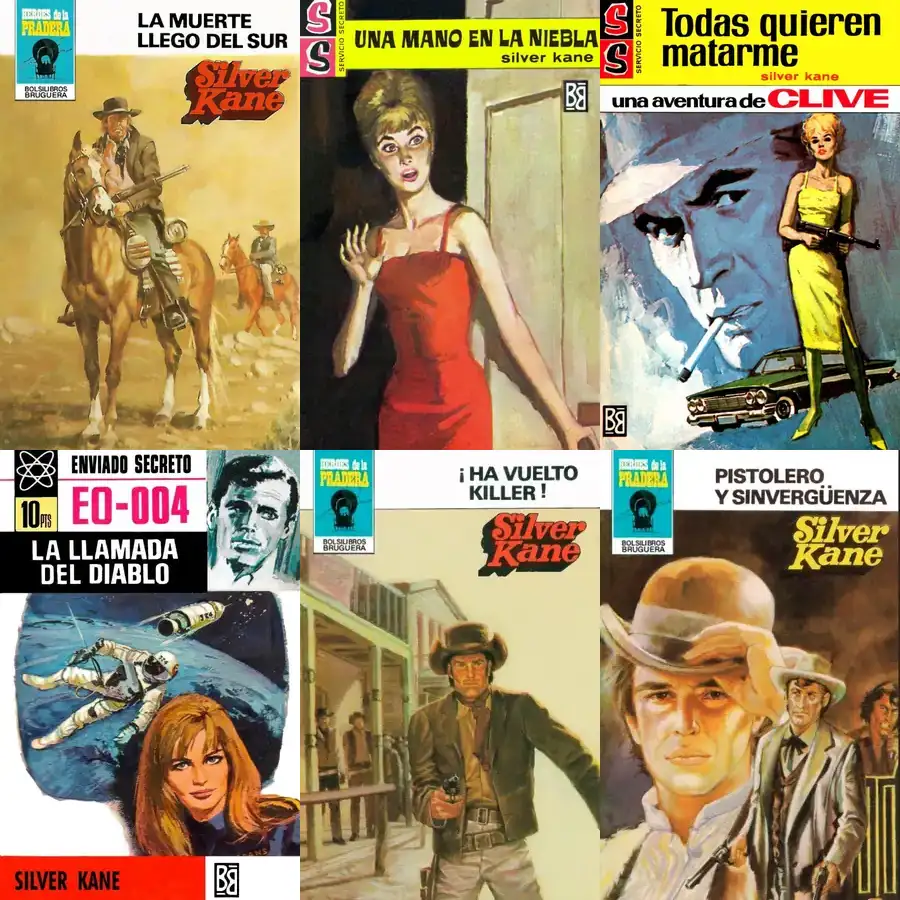 HEROES de la
PRADERA
BOLSILIBROS
BRUGUERA
LA MUERTE
LLEGO DEL SUR
Silver
Kane
S
S
SERVICIO SECRETO
UNA MANO EN LA NIEBLA
silver kane
BB
S
S
SERVICIO SECRETO
Todas quieren
matarme
silver kane
una aventura de CLIVE
BB
10 PTS
ENVIADO SECRETO
EO-004
LA LLAMADA
DEL DIABLO
SILVER KANE
BB
HEROES de la
PRADERA
BOLSILIBROS
BRUGUERA
¡HA VUELTO
KILLER!
Silver
Kane
HEROES de la
PRADERA
BOLSILIBROS
BRUGUERA
PISTOLERO
Y SINVERGÜENZA
Silver
Kane